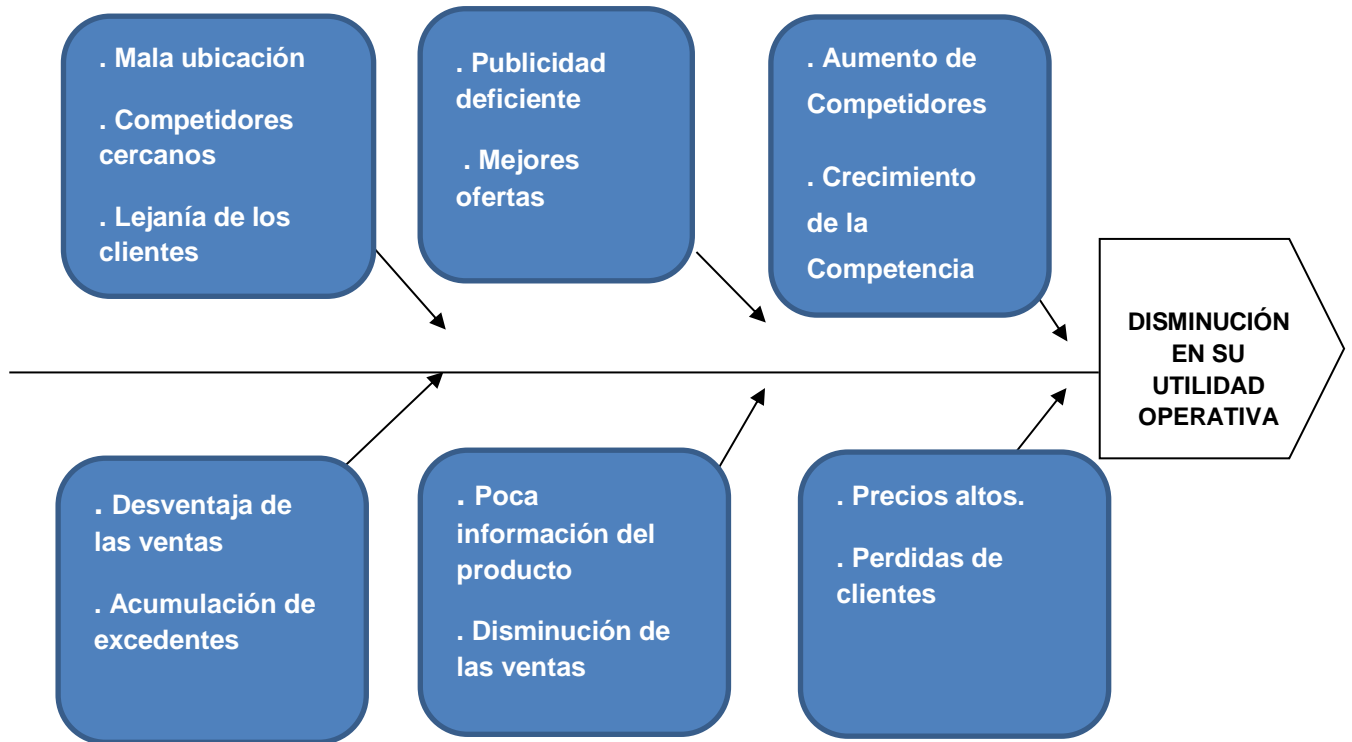 . Mala ubicación
. Competidores
cercanos
. Lejanía de los
clientes
. Publicidad
deficiente
. Mejores
ofertas
. Aumento de
Competidores
. Crecimiento
de la
Competencia
DISMINUCIÓN
EN SU
UTILIDAD
OPERATIVA
. Desventaja de
las ventas
. Acumulación de
excedentes
. Poca
información del
producto
. Disminución de
las ventas
. Precios altos.
. Perdidas de
clientes